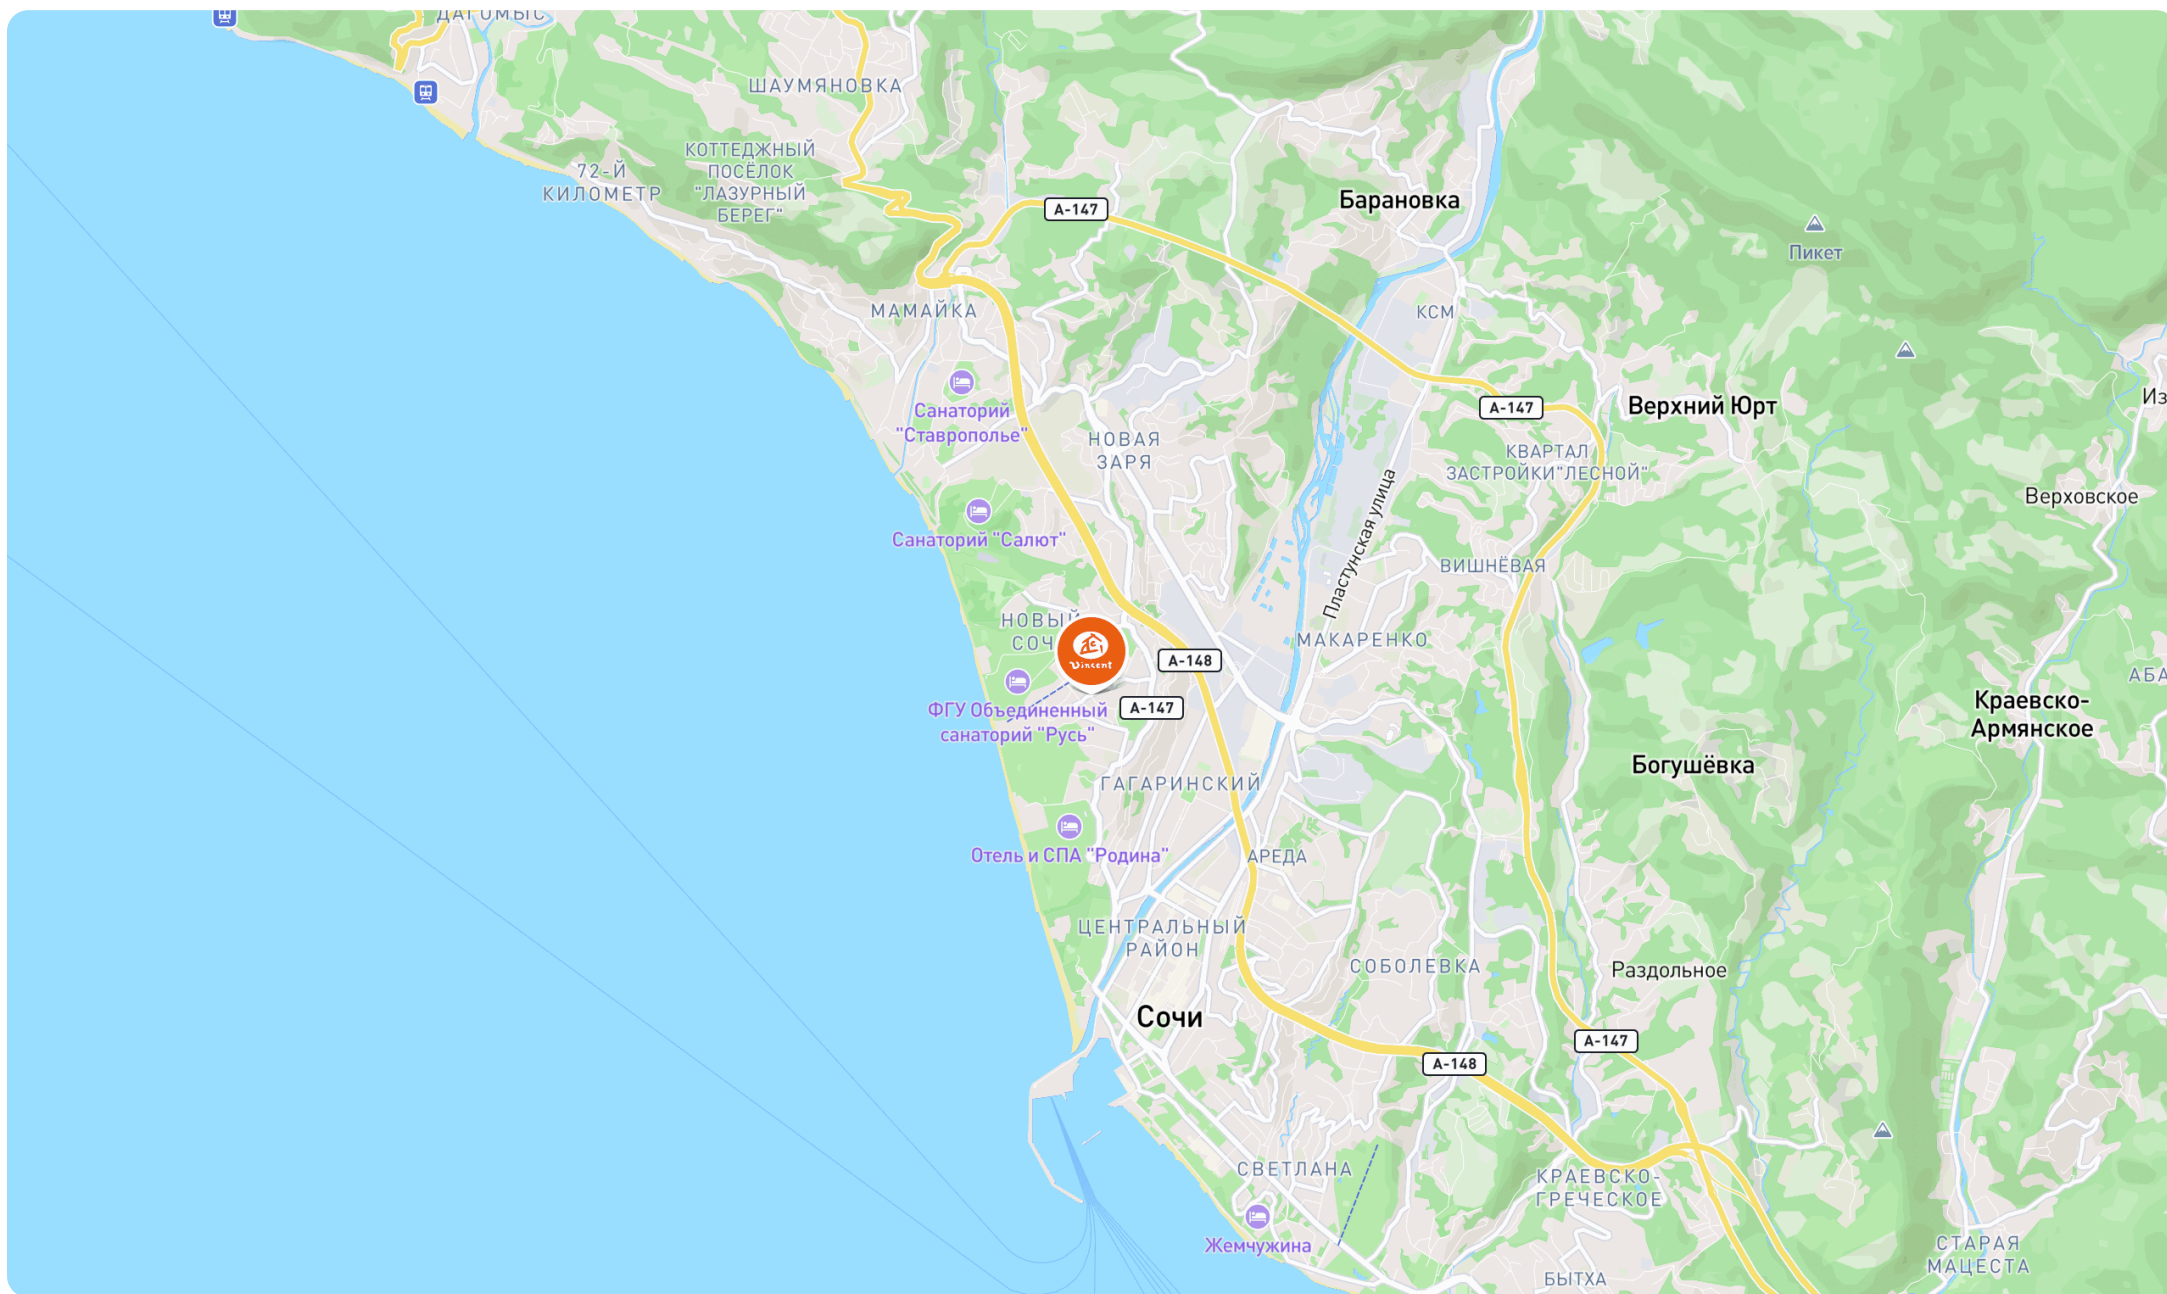 ДАГОМЫС
ШАУМЯНОВКА
КОТТЕДЖНЫЙ
ПОСЁЛОК
"ЛАЗУРНЫЙ
БЕРЕГ"
72-Й
КИЛОМЕТР
А-147
Барановка
Пикет
МАМАЙКА
КСМ
Санаторий
"Ставрополье"
А-147
Верхний Юрт
Из
НОВАЯ
ЗАРЯ
КВАРТАЛ
ЗАСТРОЙКИ"ЛЕСНОЙ"
Верховское
Пластунская улица
Санаторий "Салют"
ВИШНЁВАЯ
НОВЫЙ
СОЧ
Vincent
МАКАРЕНКО
А-148
АБА
А-147
ФГУ Объединенный
санаторий "Русь"
Краевско-
Армянское
Богушёвка
ГАГАРИНСКИЙ
Отель и СПА "Родина"
АРЕДА
ЦЕНТРАЛЬНЫЙ
РАЙОН
СОБОЛЕВКА
Раздольное
Сочи
А-147
А-148
СВЕТЛАНА
КРАЕВСКО-
ГРЕЧЕСКОЕ
Жемчужина
СТАРАЯ
МАЦЕСТА
БЫТХА